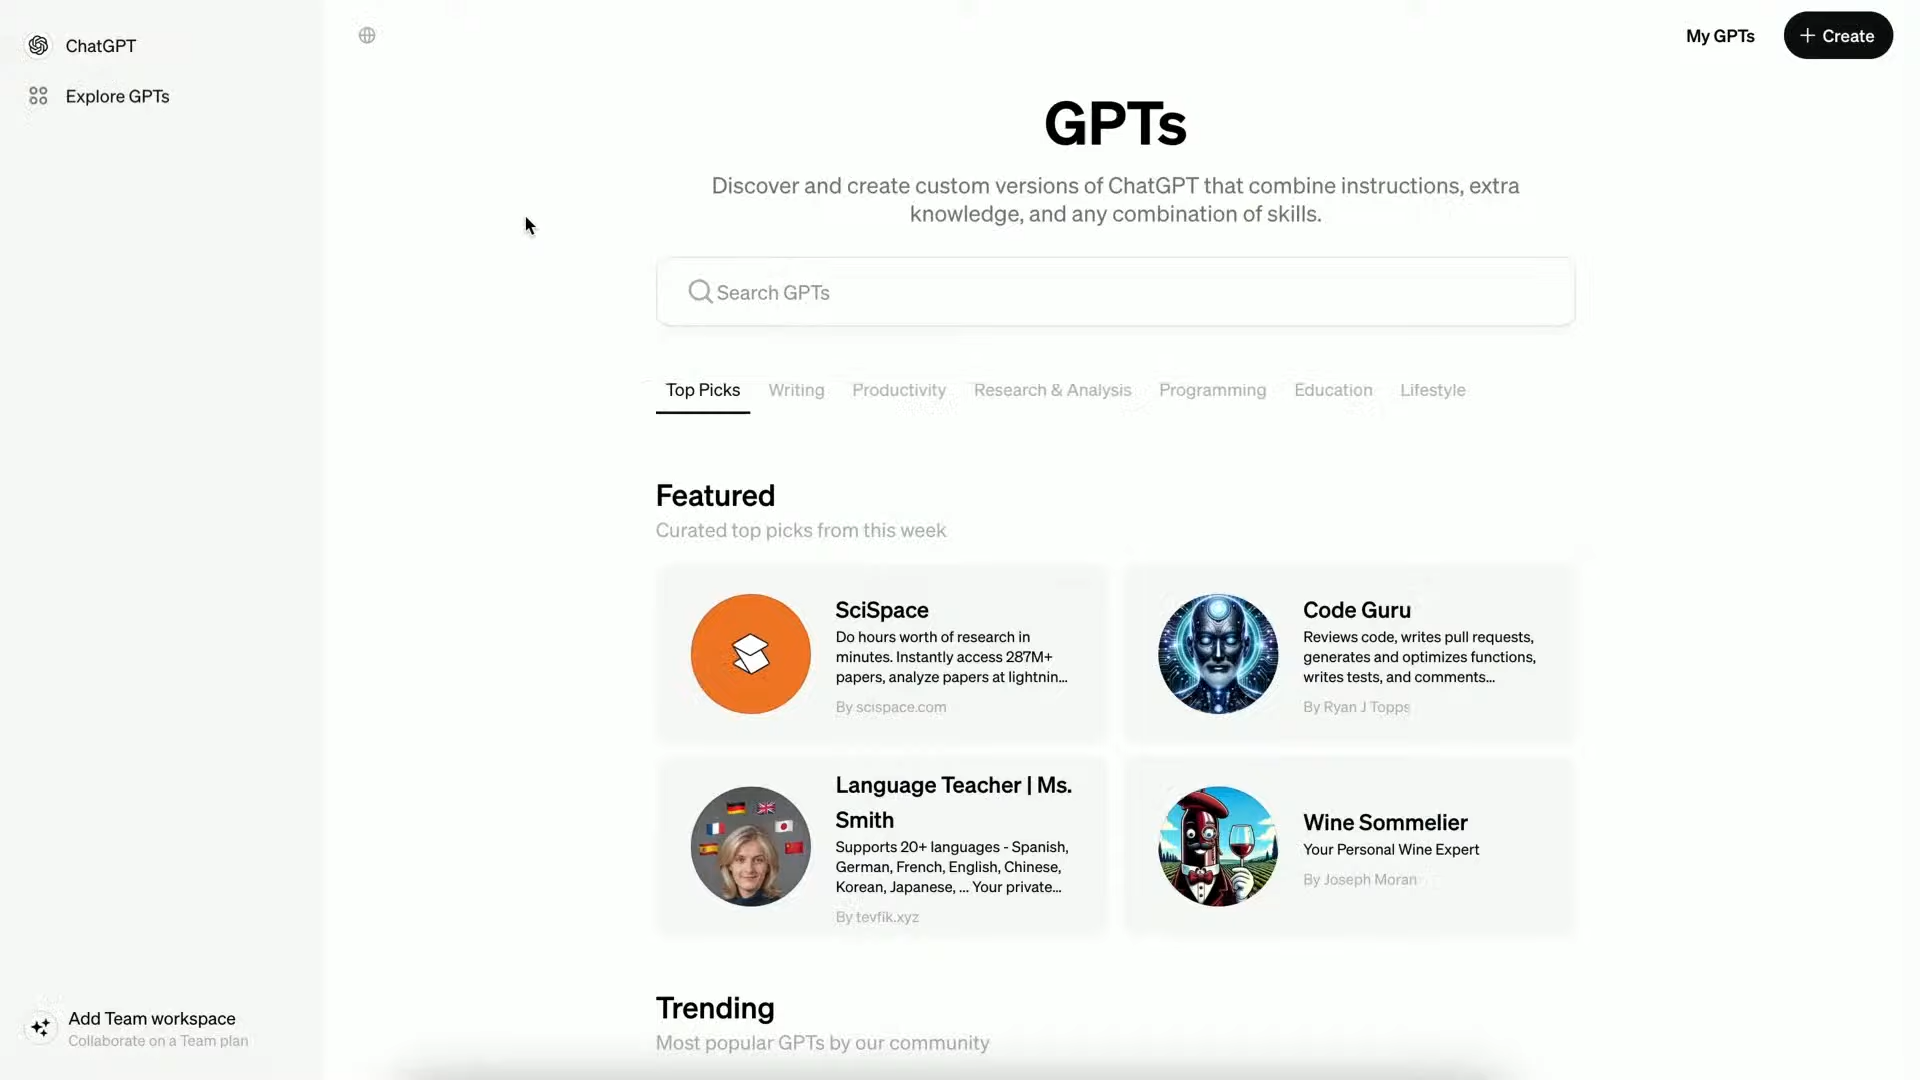 ChatGPT
Explore GPTs
My GPTs
Create
GPTs
Discover and create custom versions of ChatGPT that combine instructions, extra
knowledge, and any combination of skills.
Search GPTs
Top Picks
Writing
Productivity
Research & Analysis
Programming
Education
Lifestyle
Featured
Curated top picks from this week
SciSpace
Do hours worth of research in
minutes. Instantly access 287M+
papers, analyze papers at lightnin...
By scispace.com
Code Guru
Reviews code, writes pull requests,
generates and optimizes functions,
writes tests, and comments...
By Ryan J Topps
Language Teacher | Ms.
Smith
Supports 20+ languages - Spanish,
German, French, English, Chinese,
Korean, Japanese, ... Your private...
By tevfik.xyz
Wine Sommelier
Your Personal Wine Expert
By Joseph Moran
Trending
Most popular GPTs by our community
Add Team workspace
Collaborate on a Team plan